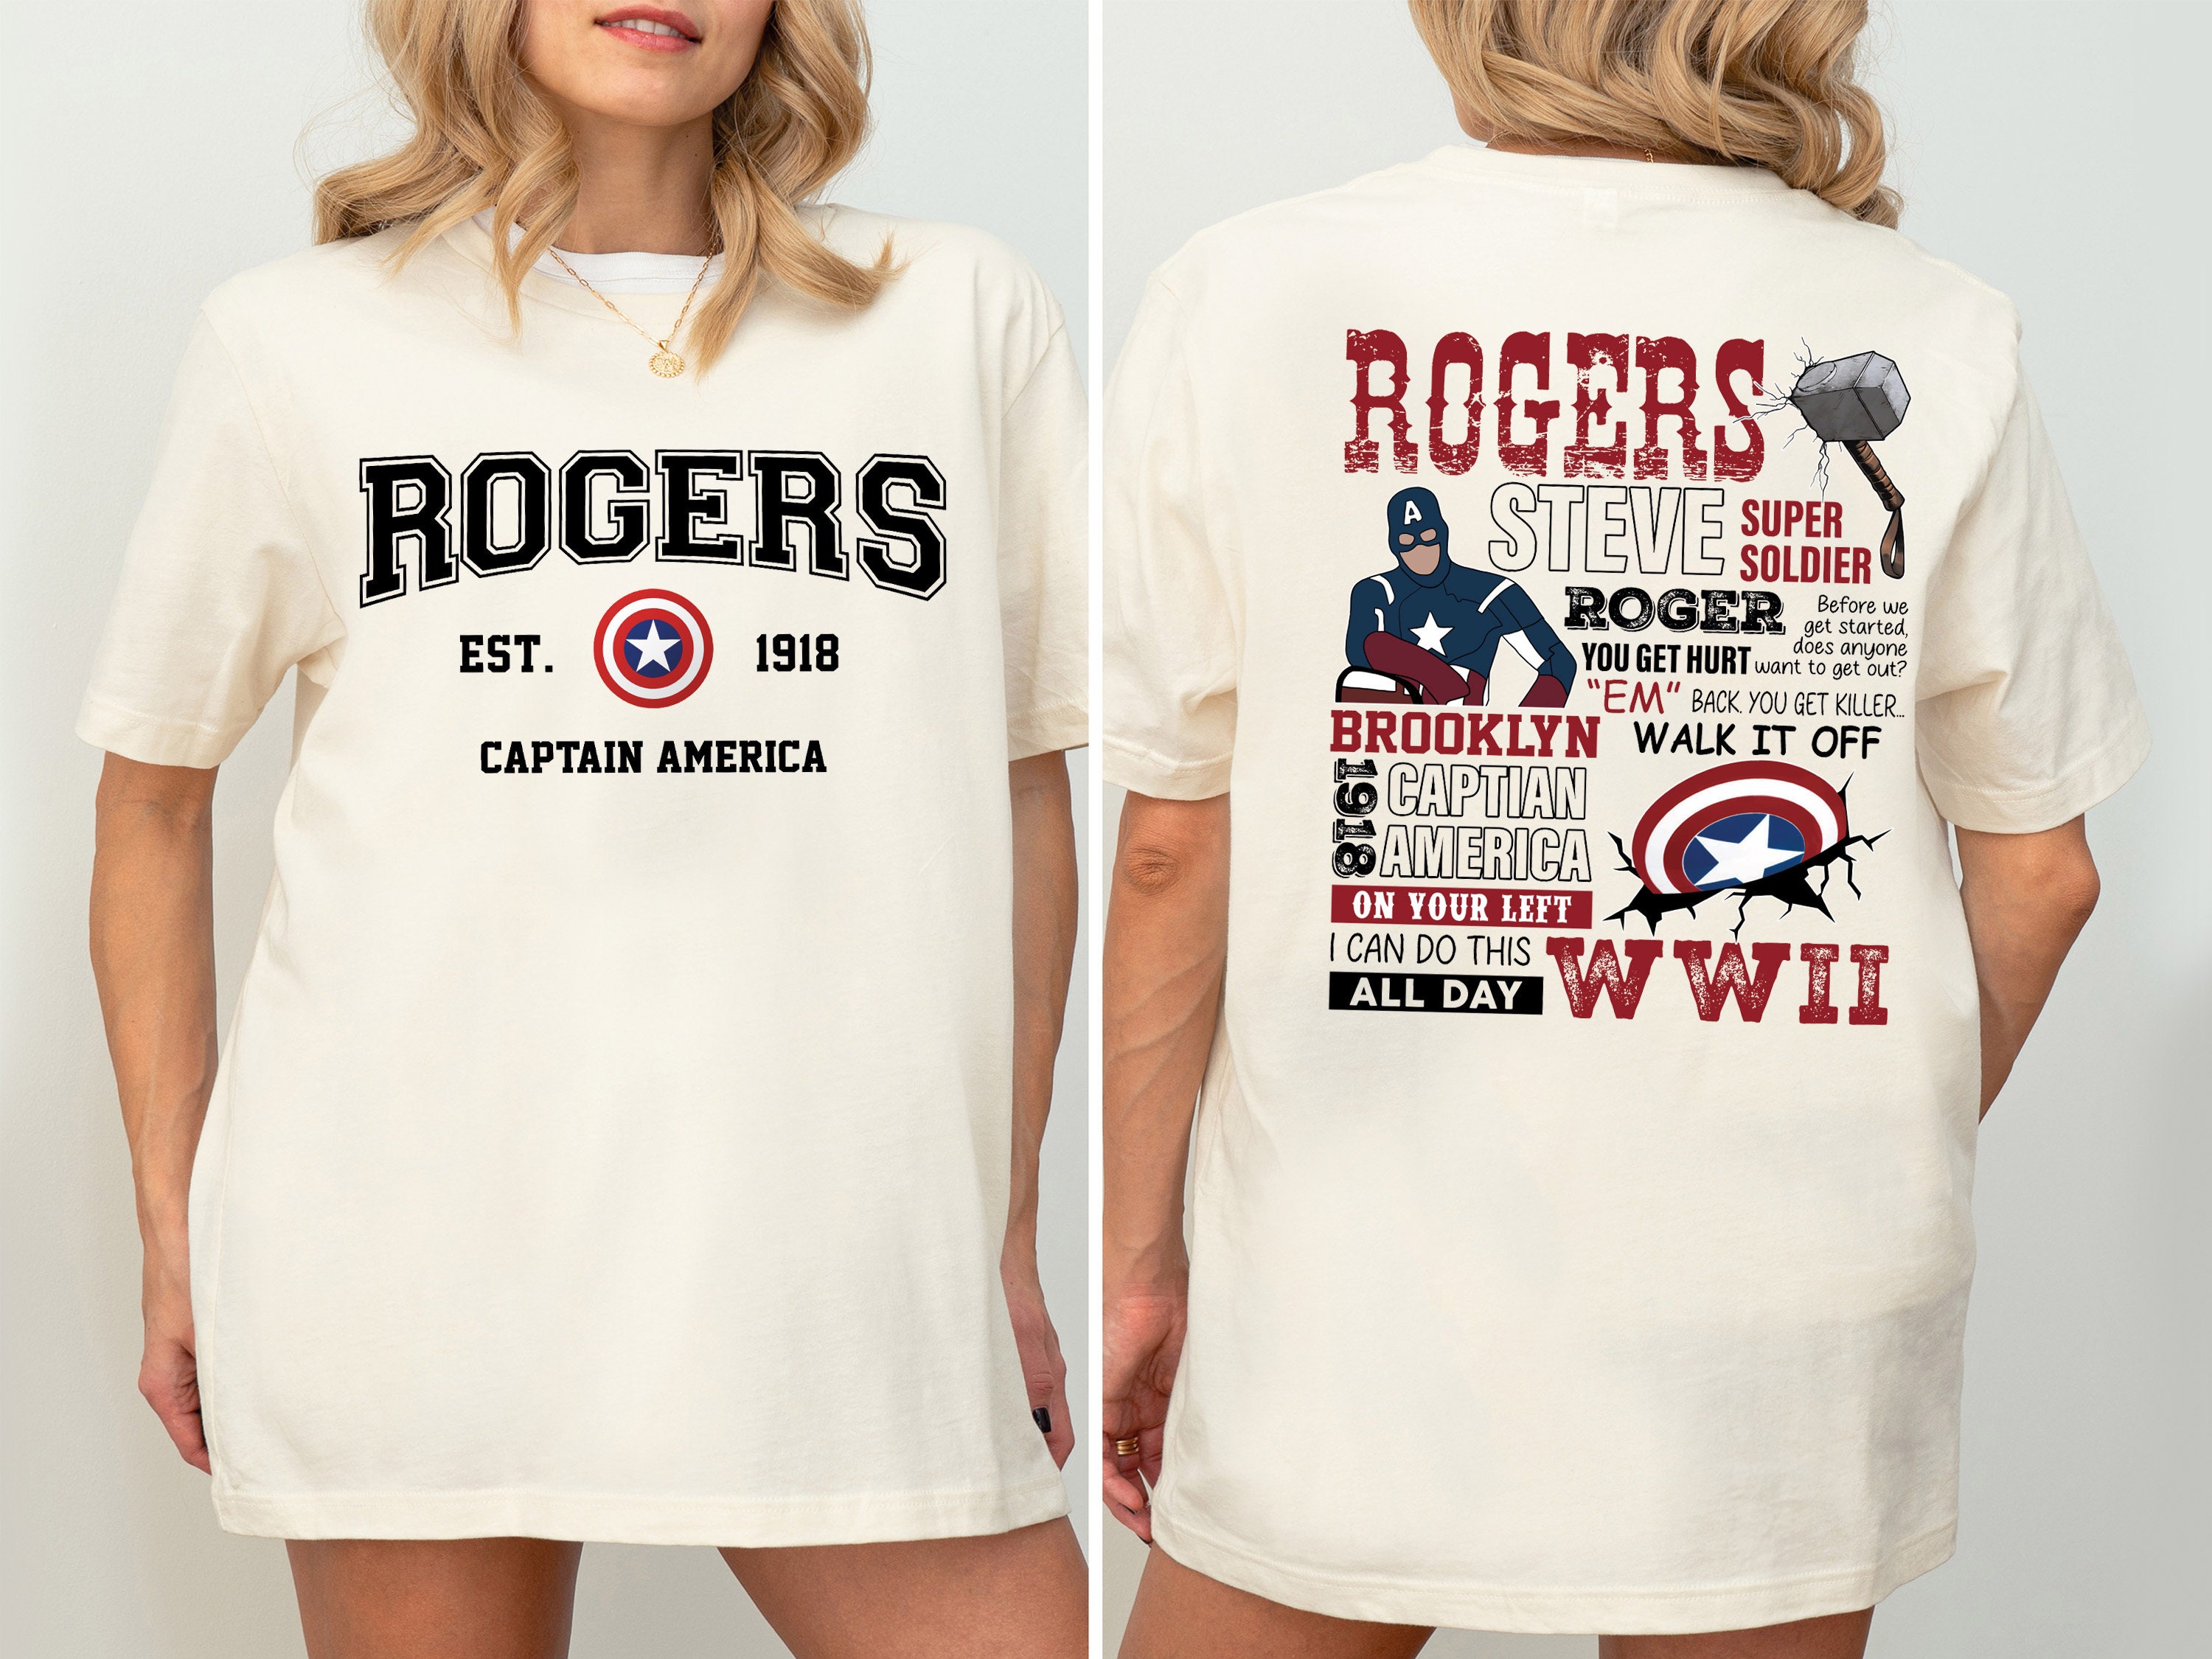 ROGERS
EST. 1918
CAPTAIN AMERICA
ROGERS
A
STEVE
SUPER
SOLDIER
ROGER
Before we
get started,
does anyone
want to get out?
YOU GET HURT
"EM" BACK. YOU GET KILLER...
WALK IT OFF
BROOKLYN
1918
CAPTIAN
AMERICA
ON YOUR LEFT
I CAN DO THIS
ALL DAY
WWII